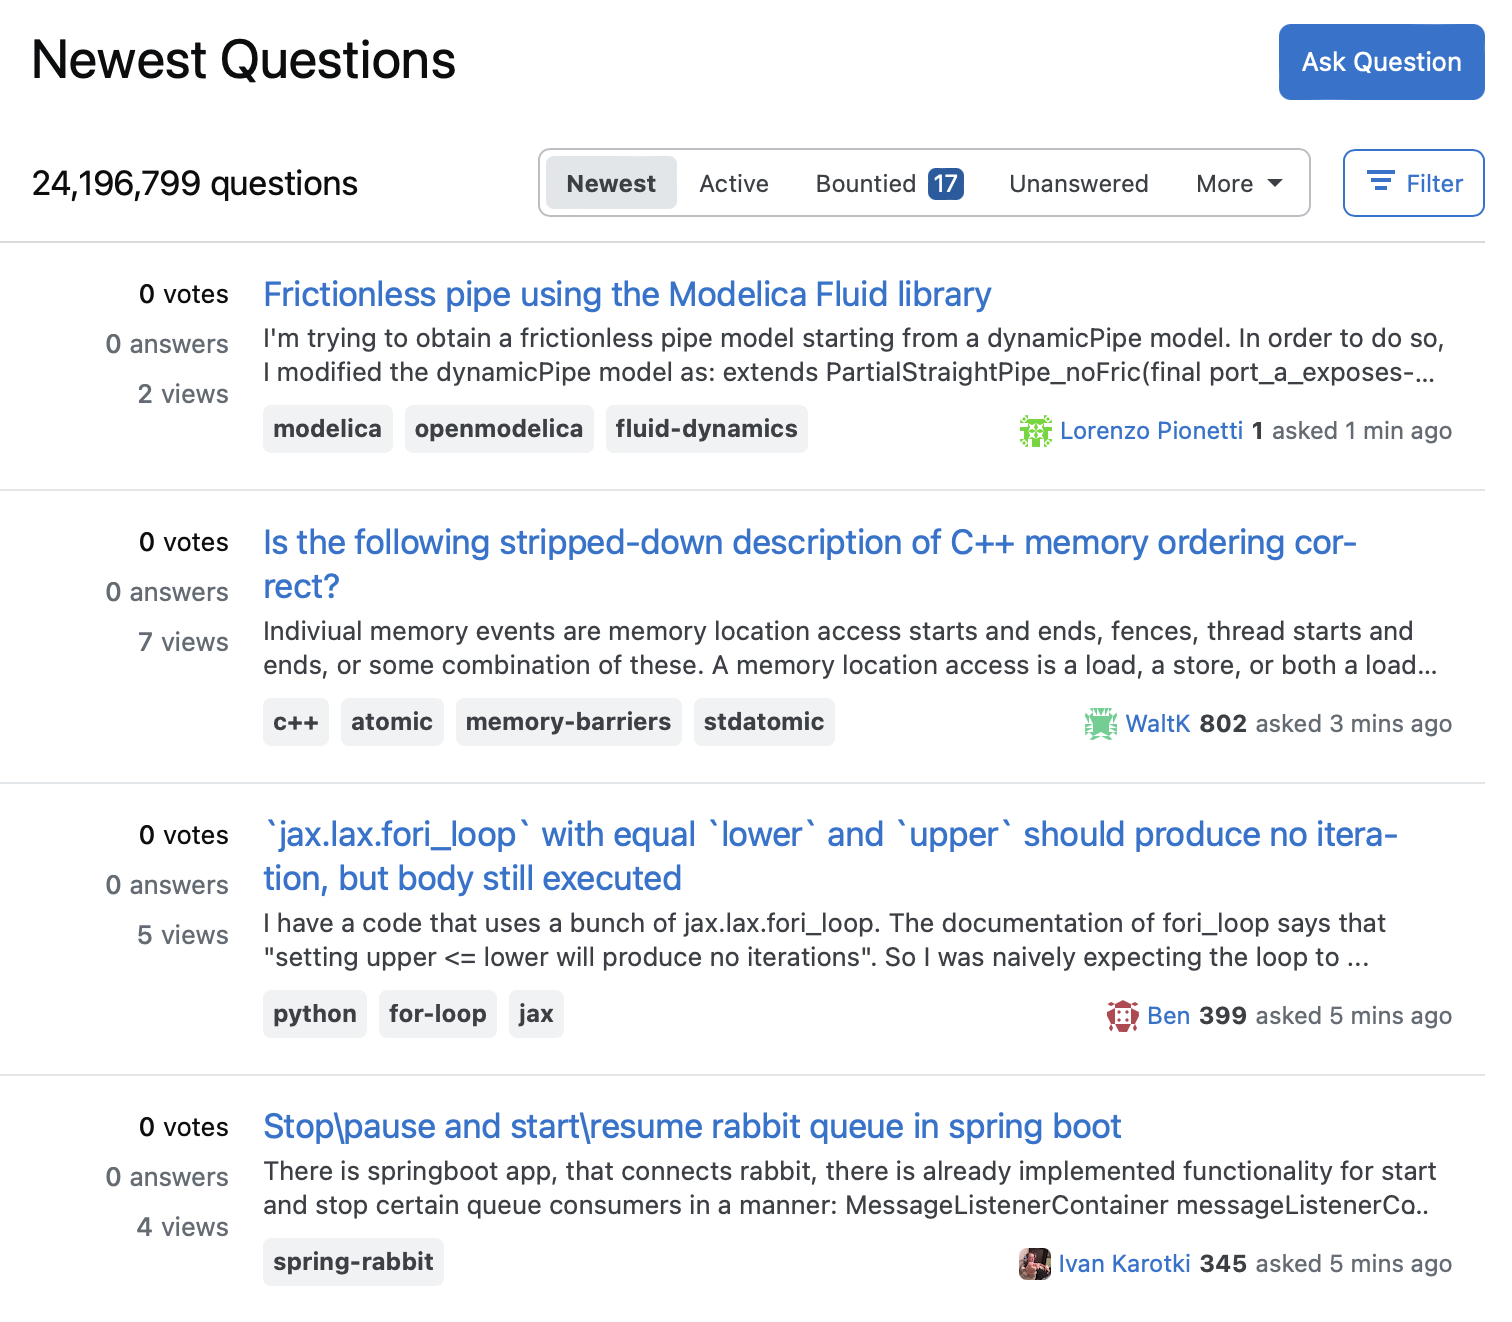 Newest Questions
Ask Question
24,196,799 questions
Newest Active Bountied 17 Unanswered More
Filter
0 votes
0 answers
2 views
Frictionless pipe using the Modelica Fluid library
I'm trying to obtain a frictionless pipe model starting from a dynamicPipe model. In order to do so,
I modified the dynamicPipe model as: extends PartialStraightPipe_noFric(final port_a_exposes-...
modelica openmodelica fluid-dynamics
Lorenzo Pionetti 1 asked 1 min ago
0 votes
0 answers
7 views
Is the following stripped-down description of C++ memory ordering cor-
rect?
Indiviual memory events are memory location access starts and ends, fences, thread starts and
ends, or some combination of these. A memory location access is a load, a store, or both a load...
c++ atomic memory-barriers stdatomic
WaltK 802 asked 3 mins ago
0 votes
0 answers
5 views
`jax.lax.fori_loop` with equal `lower` and `upper` should produce no itera-
tion, but body still executed
I have a code that uses a bunch of jax.lax.fori_loop. The documentation of fori_loop says that
"setting upper <= lower will produce no iterations". So I was naively expecting the loop to ...
python for-loop jax
Ben 399 asked 5 mins ago
0 votes
0 answers
4 views
Stop\pause and start\resume rabbit queue in spring boot
There is springboot app, that connects rabbit, there is already implemented functionality for start
and stop certain queue consumers in a manner: MessageListenerContainer messageListenerCo..
spring-rabbit
Ivan Karotki 345 asked 5 mins ago